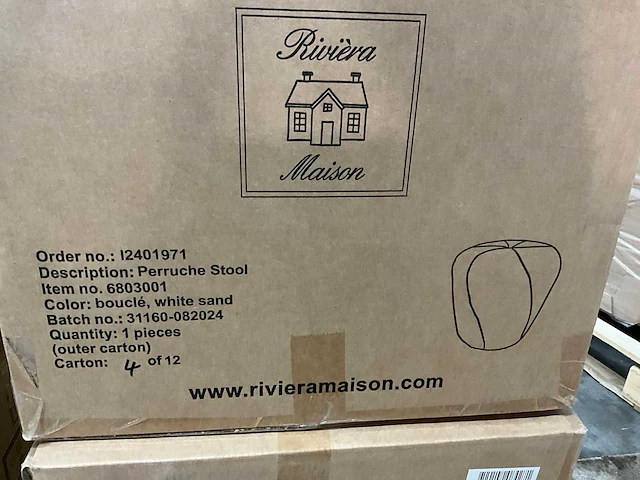 Rivièra
Maison
Order no.: I2401971
Description: Perruche Stool
Item no. 6803001
Color: bouclé, white sand
Batch no.: 31160-082024
Quantity: 1 pieces
(outer carton)
Carton: 4 of 12
www.rivieramaison.com